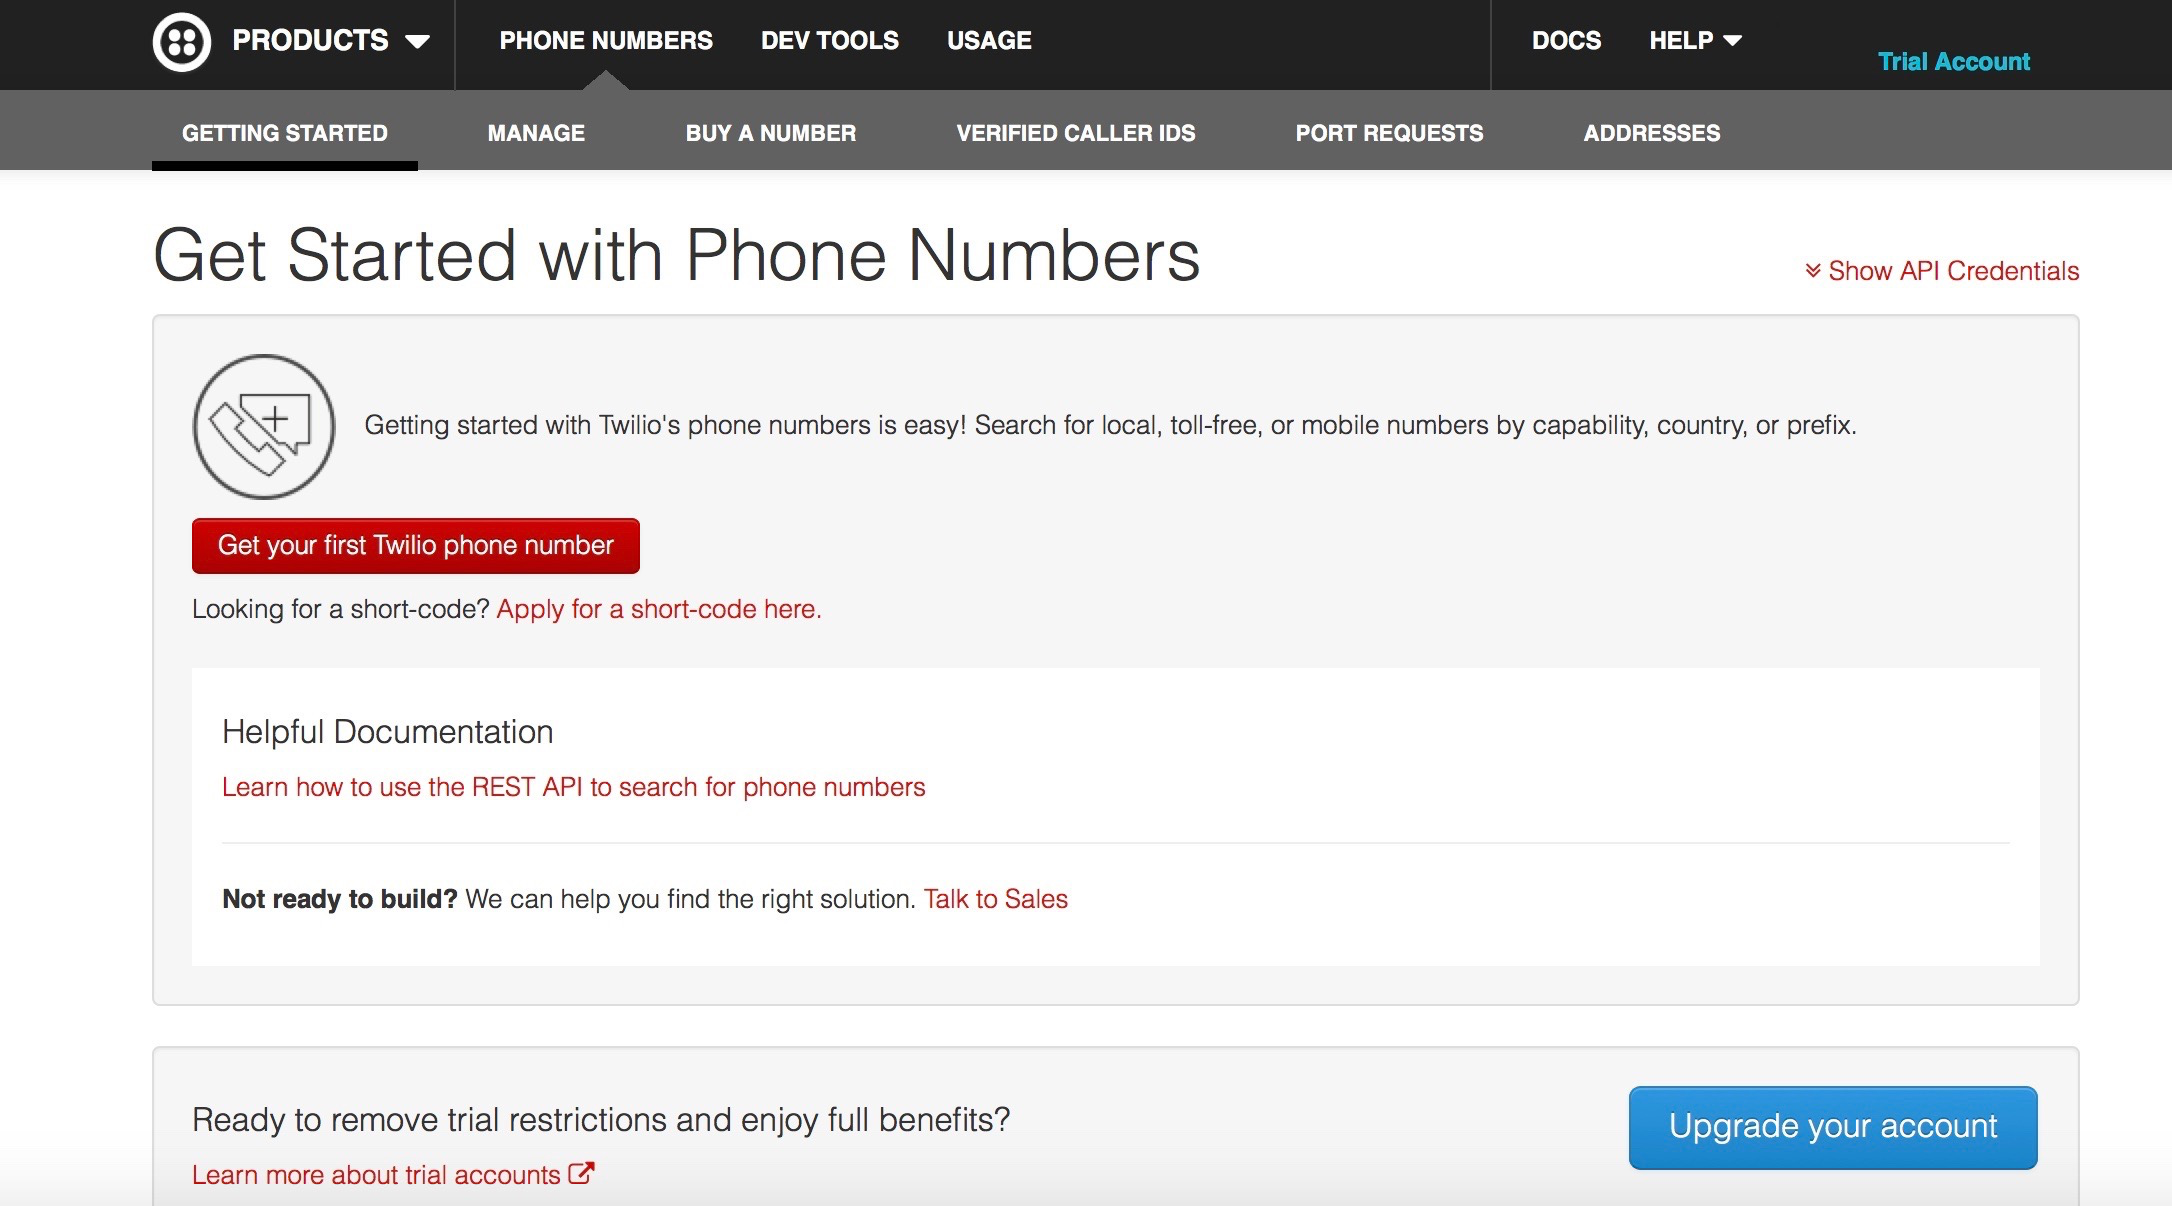 PRODUCTS
PHONE NUMBERS
DEV TOOLS
USAGE
DOCS
HELP
Trial Account
GETTING STARTED
MANAGE
BUY A NUMBER
VERIFIED CALLER IDS
PORT REQUESTS
ADDRESSES
Get Started with Phone Numbers
Show API Credentials
Getting started with Twilio's phone numbers is easy! Search for local, toll-free, or mobile numbers by capability, country, or prefix.
Get your first Twilio phone number
Looking for a short-code? Apply for a short-code here.
Helpful Documentation
Learn how to use the REST API to search for phone numbers
Not ready to build? We can help you find the right solution. Talk to Sales
Ready to remove trial restrictions and enjoy full benefits?
Upgrade your account
Learn more about trial accounts